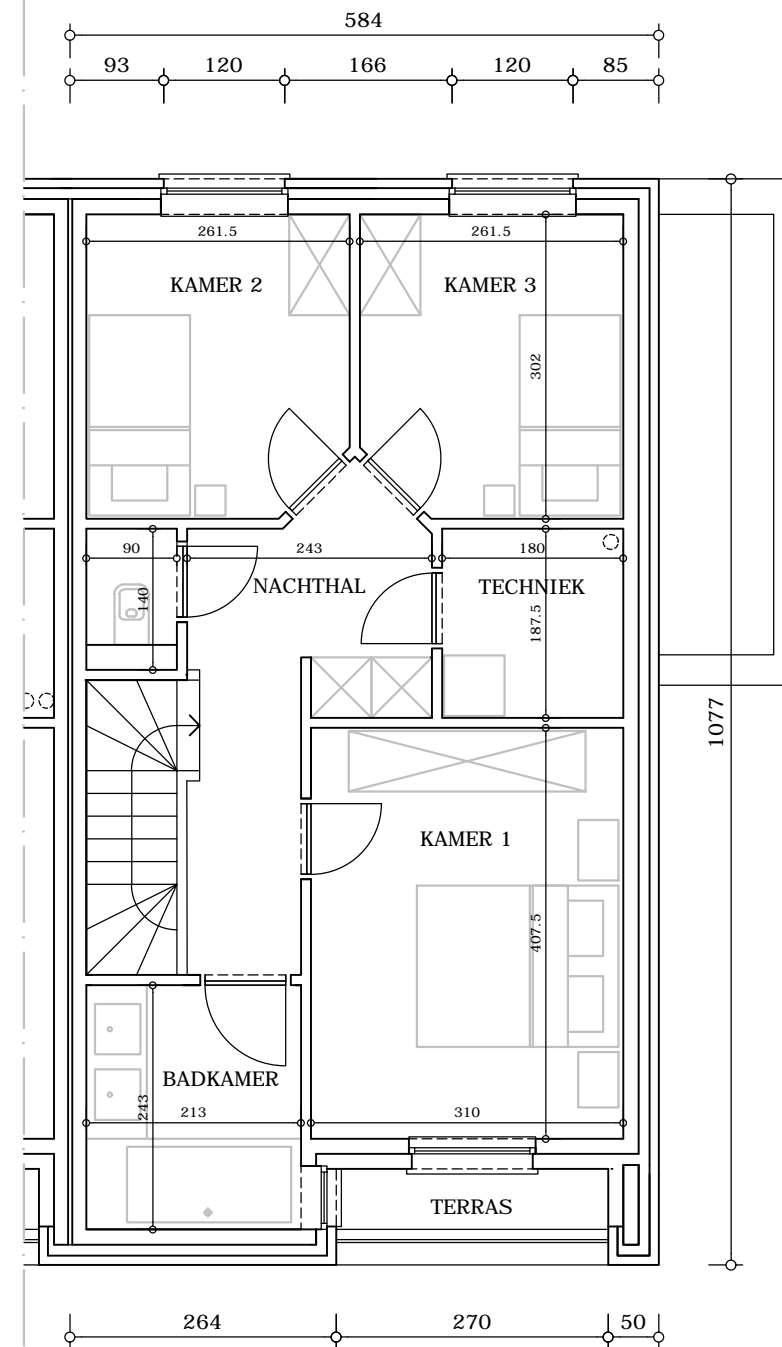 584
93 120 166 120 85
261.5 261.5
KAMER 2 KAMER 3
302
90 243 180
NACHTHAL TECHNIEK
140
187.5
1077
KAMER 1
407.5
BADKAMER
243
213 310
TERRAS
264 270 50